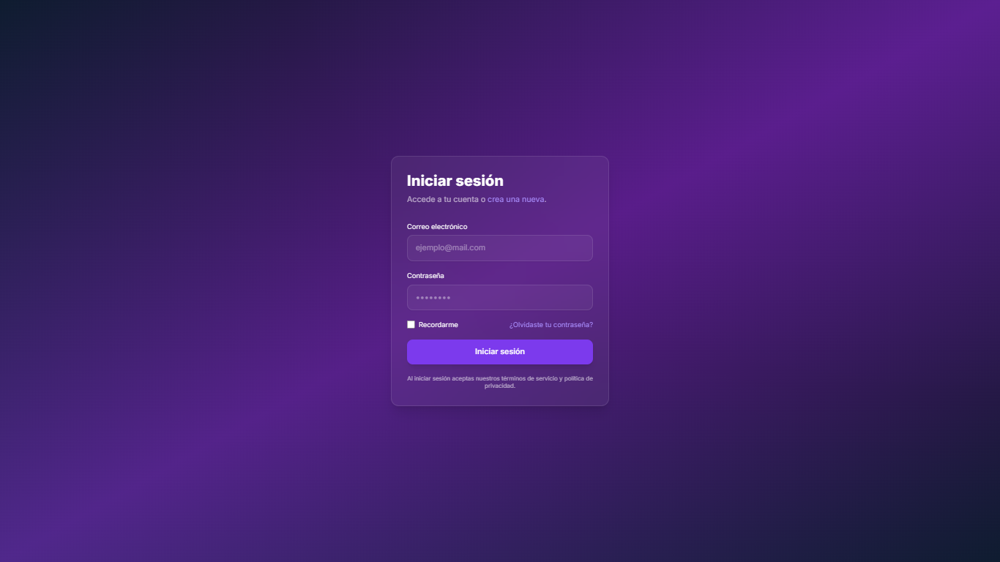 Iniciar sesión
Accede a tu cuenta o crea una nueva.
Correo electrónico
ejemplo@mail.com
Contraseña
••••••••
Recordarme ¿Olvidaste tu contraseña?
Iniciar sesión
Al iniciar sesión aceptas nuestros términos de servicio y política de
privacidad.